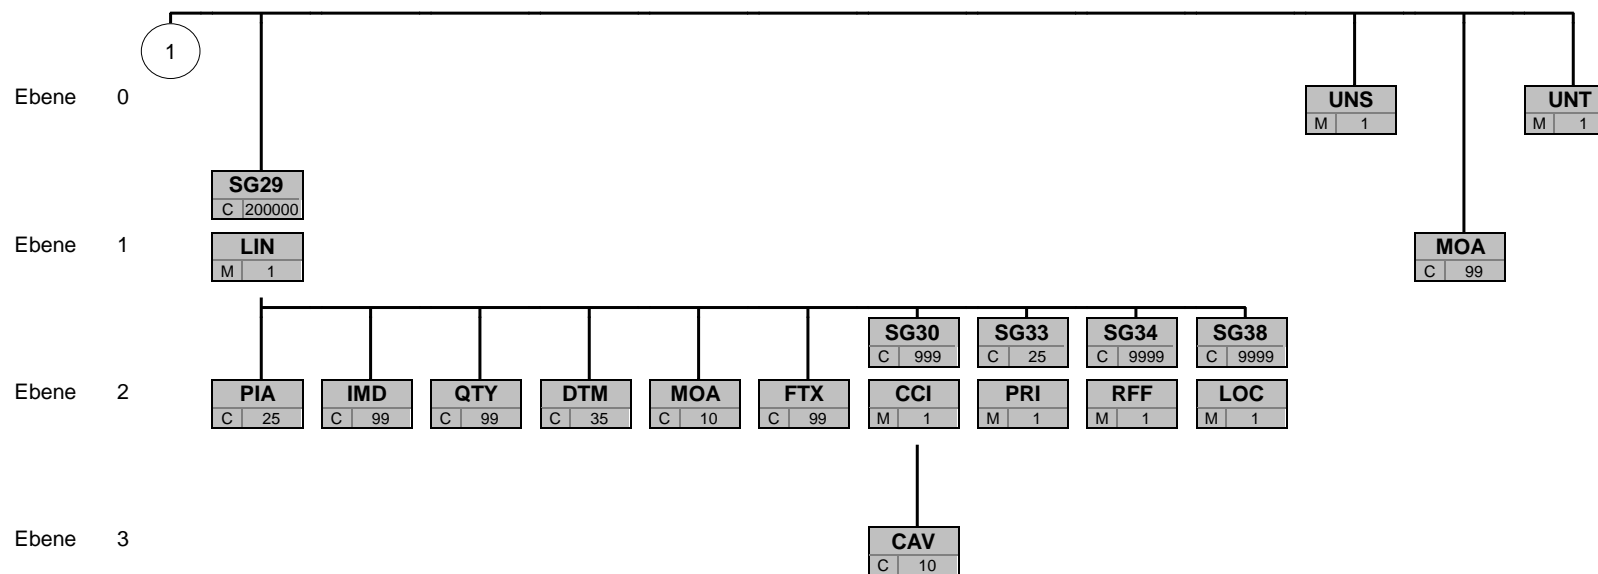 1
Ebene 0
UNS UNT
M 1 M 1
SG29
C 200000
Ebene 1
LIN MOA
M 1 C 99
SG30 SG33 SG34 SG38
C 999 C 25 C 9999 C 9999
Ebene 2
PIA IMD QTY DTM MOA FTX CCI PRI RFF LOC
C 25 C 99 C 99 C 35 C 10 C 99 M 1 M 1 M 1 M 1
Ebene 3
CAV
C 10